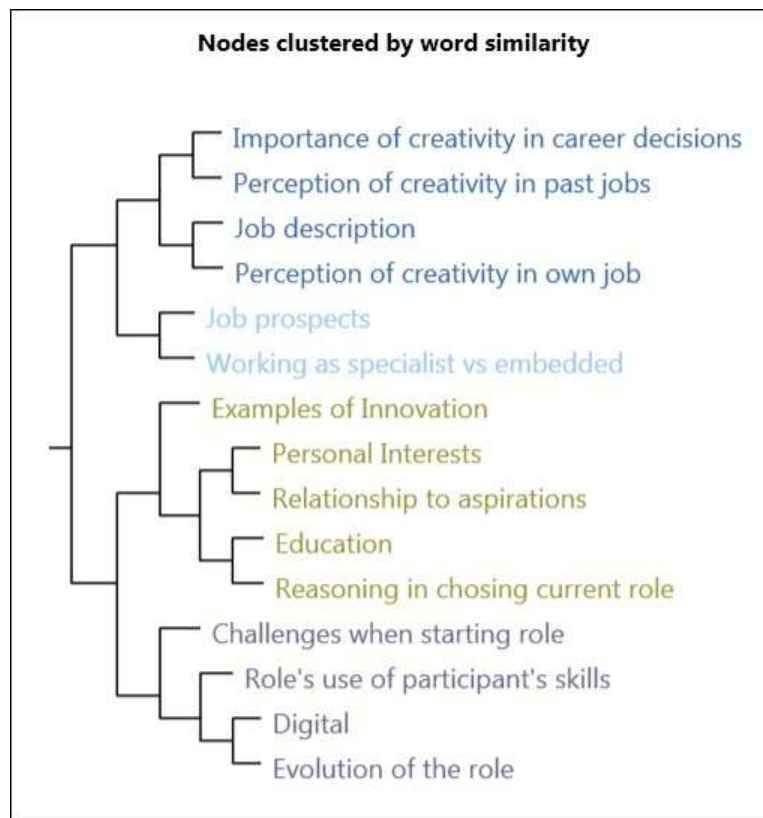 Nodes clustered by word similarity
Importance of creativity in career decisions
Perception of creativity in past jobs
Job description
Perception of creativity in own job
Job prospects
Working as specialist vs embedded
Examples of Innovation
Personal Interests
Relationship to aspirations
Education
Reasoning in chosing current role
Challenges when starting role
Role's use of participant's skills
Digital
Evolution of the role